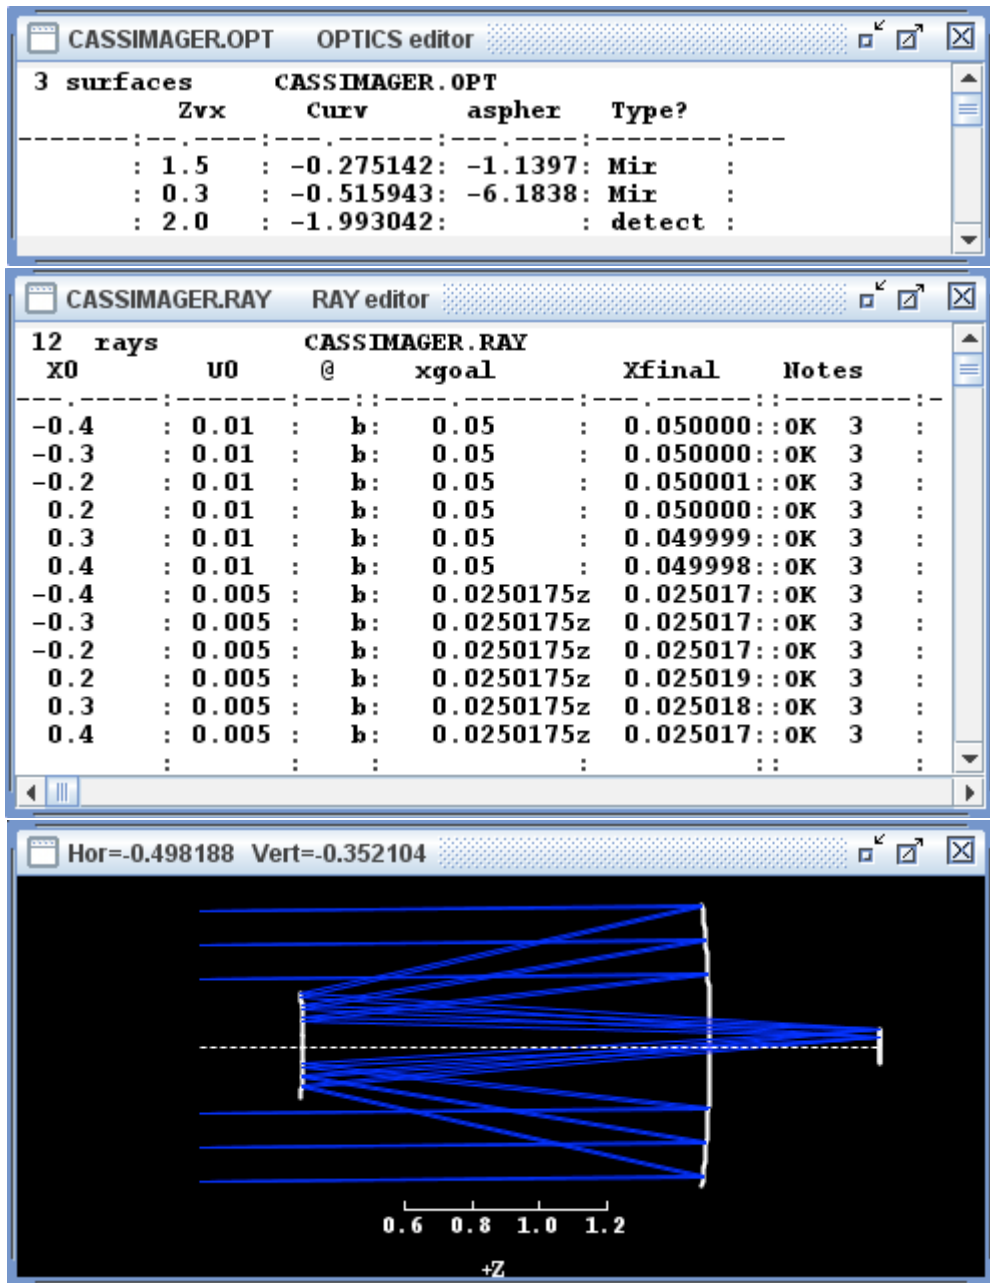 CASSIMAGER.OPT OPTICS editor
3 surfaces CASSIMAGER.OPT
Zvx Curv aspher Type?
-------:--.----:---.------:---.----:--------:---
: 1.5 : -0.275142: -1.1397: Mir :
: 0.3 : -0.515943: -6.1838: Mir :
: 2.0 : -1.993042: : detect :
CASSIMAGER.RAY RAY editor
12 rays CASSIMAGER.RAY
X0 U0 @ xgoal Xfinal Notes
---.-----:-------:---::----.-------:---.------::--------:-
-0.4 : 0.01 : b: 0.05 : 0.050000::OK 3 :
-0.3 : 0.01 : b: 0.05 : 0.050000::OK 3 :
-0.2 : 0.01 : b: 0.05 : 0.050001::OK 3 :
0.2 : 0.01 : b: 0.05 : 0.050000::OK 3 :
0.3 : 0.01 : b: 0.05 : 0.049999::OK 3 :
0.4 : 0.01 : b: 0.05 : 0.049998::OK 3 :
-0.4 : 0.005 : b: 0.0250175z 0.025017::OK 3 :
-0.3 : 0.005 : b: 0.0250175z 0.025017::OK 3 :
-0.2 : 0.005 : b: 0.0250175z 0.025017::OK 3 :
0.2 : 0.005 : b: 0.0250175z 0.025019::OK 3 :
0.3 : 0.005 : b: 0.0250175z 0.025018::OK 3 :
0.4 : 0.005 : b: 0.0250175z 0.025017::OK 3 :
: : : : :: :
Hor=-0.498188 Vert=-0.352104
0.6 0.8 1.0 1.2
+Z